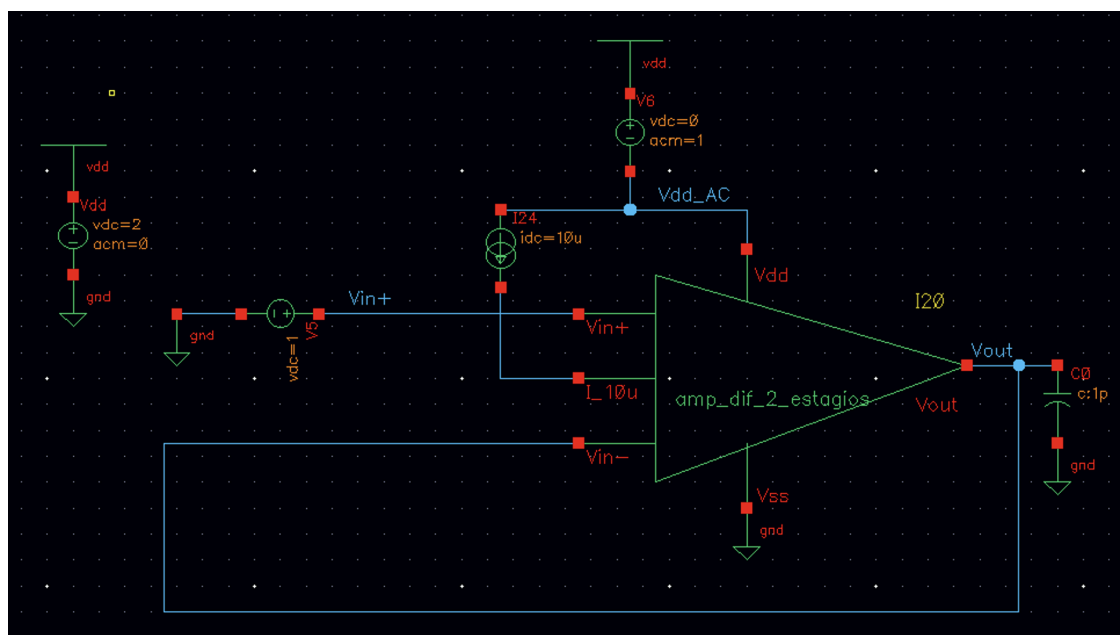 vdd
V6
vdc=0
acm=1
vdd
Vdd
vdc=2
acm=0
gnd
Vdd_AC
I24
idc=10u
Vdd
I20
Vin+
gnd
V5
vdc=1
Vin+
Vout
C0
c:1p
I_10u
amp_dif_2_estagios
Vout
Vin-
gnd
Vss
gnd